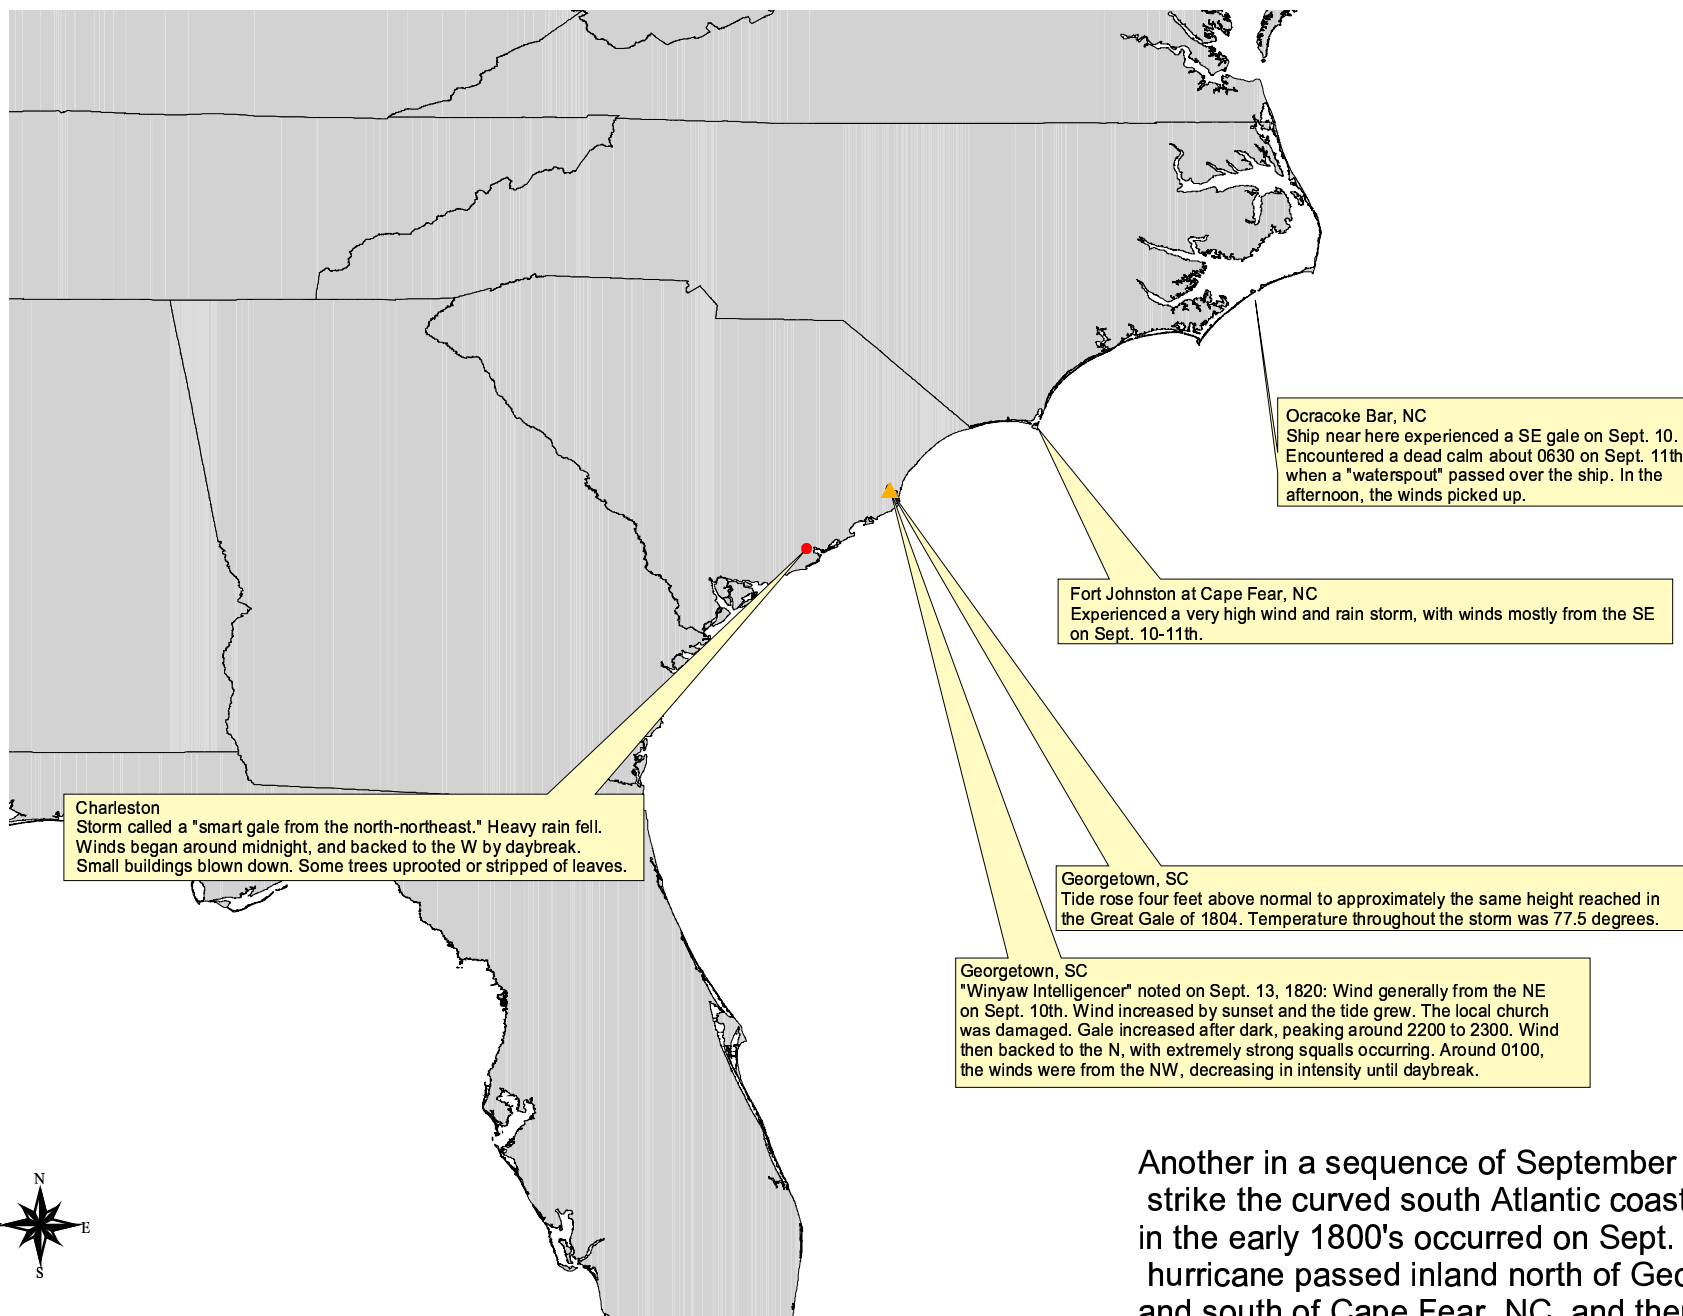 Ocracoke Bar, NC
Ship near here experienced a SE gale on Sept. 10.
Encountered a dead calm about 0630 on Sept. 11th
when a "waterspout" passed over the ship. In the
afternoon, the winds picked up.
Fort Johnston at Cape Fear, NC
Experienced a very high wind and rain storm, with winds mostly from the SE
on Sept. 10-11th.
Charleston
Storm called a "smart gale from the north-northeast." Heavy rain fell.
Winds began around midnight, and backed to the W by daybreak.
Small buildings blown down. Some trees uprooted or stripped of leaves.
Georgetown, SC
Tide rose four feet above normal to approximately the same height reached in
the Great Gale of 1804. Temperature throughout the storm was 77.5 degrees.
Georgetown, SC
"Winyaw Intelligencer" noted on Sept. 13, 1820: Wind generally from the NE
on Sept. 10th. Wind increased by sunset and the tide grew. The local church
was damaged. Gale increased after dark, peaking around 2200 to 2300. Wind
then backed to the N, with extremely strong squalls occurring. Around 0100,
the winds were from the NW, decreasing in intensity until daybreak.
N
E
S
Another in a sequence of September
strike the curved south Atlantic coast
in the early 1800's occurred on Sept.
hurricane passed inland north of Geo
and south of Cape Fear, NC, and the